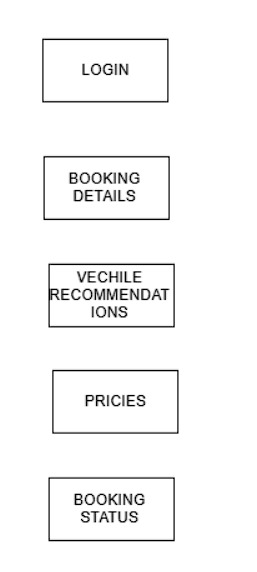 LOGIN
BOOKING
DETAILS
VECHILE
RECOMMENDAT
IONS
PRICIES
BOOKING
STATUS